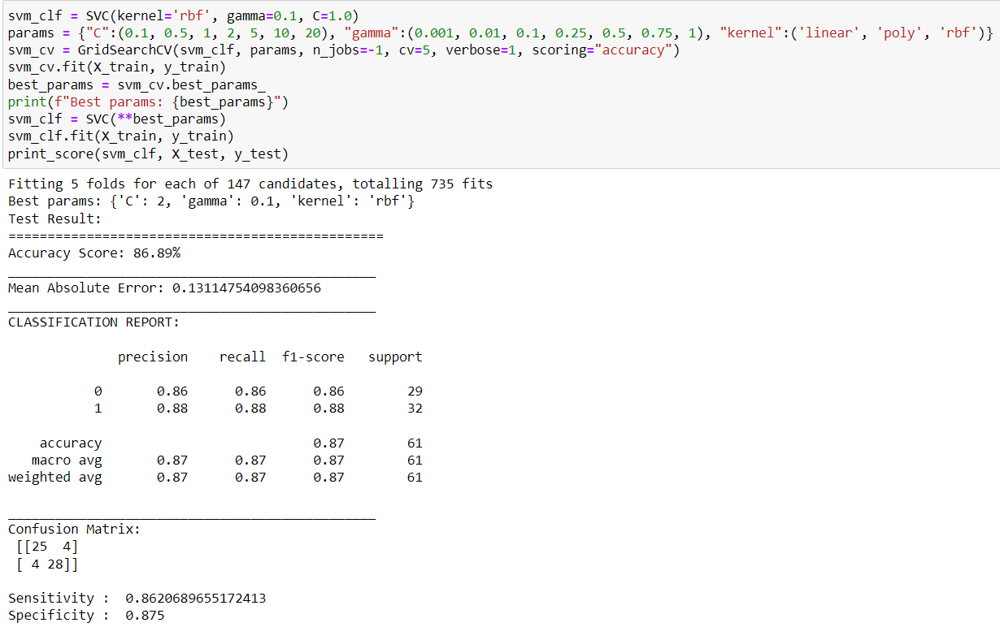 svm_clf = SVC(kernel='rbf', gamma=0.1, C=1.0)
params = {"C":(0.1, 0.5, 1, 2, 5, 10, 20), "gamma":(0.001, 0.01, 0.1, 0.25, 0.5, 0.75, 1), "kernel":('linear', 'poly', 'rbf')}
svm_cv = GridSearchCV(svm_clf, params, n_jobs=-1, cv=5, verbose=1, scoring="accuracy")
svm_cv.fit(X_train, y_train)
best_params = svm_cv.best_params_
print(f"Best params: {best_params}")
svm_clf = SVC(**best_params)
svm_clf.fit(X_train, y_train)
print_score(svm_clf, X_test, y_test)
Fitting 5 folds for each of 147 candidates, totalling 735 fits
Best params: {'C': 2, 'gamma': 0.1, 'kernel': 'rbf'}
Test Result:
================================================
Accuracy Score: 86.89%
_______________________________________________
Mean Absolute Error: 0.13114754098360656
_______________________________________________
CLASSIFICATION REPORT:
precision recall f1-score support
0 0.86 0.86 0.86 29
1 0.88 0.88 0.88 32
accuracy 0.87 61
macro avg 0.87 0.87 0.87 61
weighted avg 0.87 0.87 0.87 61
_______________________________________________
Confusion Matrix:
[[25 4]
[ 4 28]]
Sensitivity : 0.8620689655172413
Specificity : 0.875